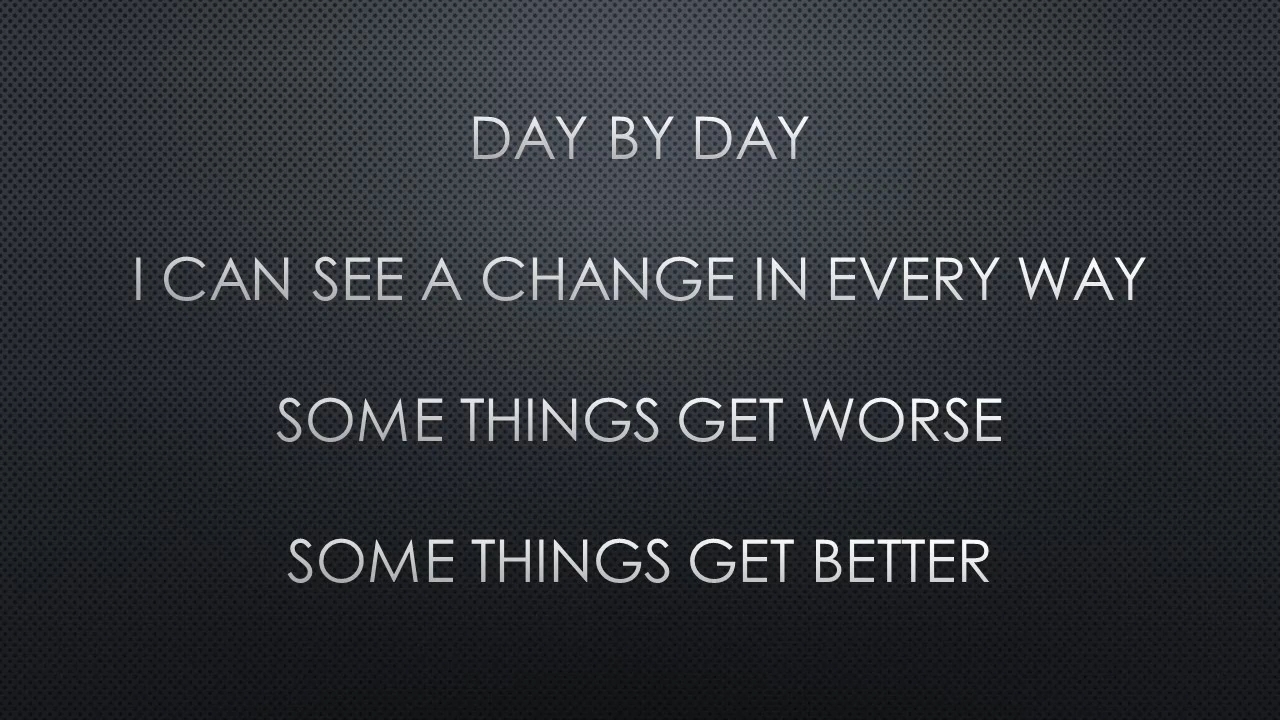 DAY BY DAY
I CAN SEE A CHANGE IN EVERY WAY
SOME THINGS GET WORSE
SOME THINGS GET BETTER